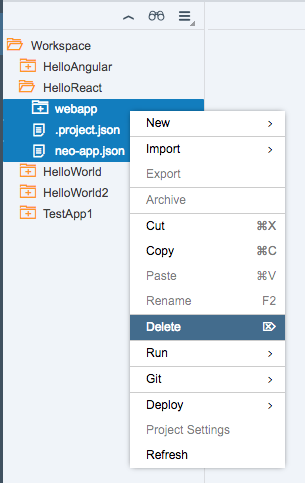 Workspace
HelloAngular
HelloReact
webapp
.project.json
neo-app.json
HelloWorld
HelloWorld2
TestApp1
New
Import
Export
Archive
Cut ⌘X
Copy ⌘C
Paste ⌘V
Rename F2
Delete ⌦
Run
Git
Deploy
Project Settings
Refresh